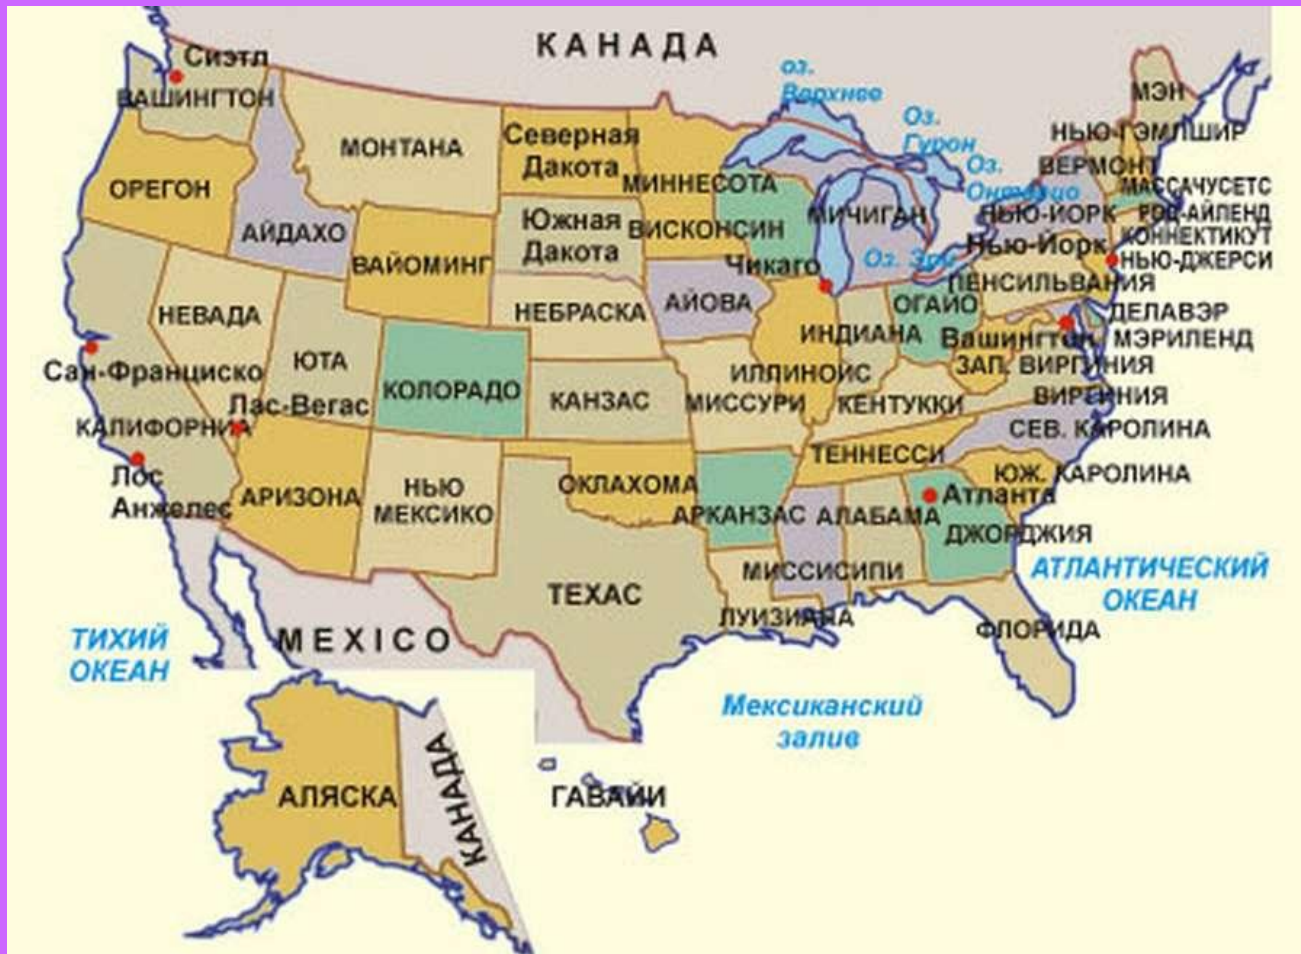 КАНАДА
Сиэтл
ВАШИНГТОН
оз.
Верхнее
Оз.
Гурон
Оз.
Онтарио
МЭН
НЬЮ-ГЭМПШИР
ВЕРМОНТ
МАССАЧУСЕТС
МОНТАНА
Северная
Дакота
МИННЕСОТА
ОРЕГОН
АЙДАХО
Южная
Дакота
ВИСКОНСИН
МИЧИГАН
НЬЮ-ЙОРК
РОД-АЙЛЕНД
КОННЕКТИКУТ
Нью-Йорк
НЬЮ-ДЖЕРСИ
ВАЙОМИНГ
Чикаго
Оз. Эри
ПЕНСИЛЬВАНИЯ
НЕВАДА
НЕБРАСКА
АЙОВА
ОГАЙО
ДЕЛАВЭР
ИНДИАНА
Вашингтон
МЭРИЛЕНД
Сан-Франциско
ЮТА
КОЛОРАДО
КАНЗАС
ИЛЛИНОИС
ЗАП. ВИРГИНИЯ
Лас-Вегас
МИССУРИ
КЕНТУККИ
ВИРГИНИЯ
КАЛИФОРНИЯ
СЕВ. КАРОЛИНА
ТЕННЕССИ
Лос
Анжелес
АРИЗОНА
НЬЮ
МЕКСИКО
ОКЛАХОМА
ЮЖ. КАРОЛИНА
Атланта
АРКАНЗАС
АЛАБАМА
ДЖОРДЖИЯ
ТЕХАС
МИССИСИПИ
ЛУИЗИАНА
ФЛОРИДА
АТЛАНТИЧЕСКИЙ
ОКЕАН
ТИХИЙ
ОКЕАН
MEXICO
Мексиканский
залив
АЛЯСКА
КАНАДА
ГАВАЙИ